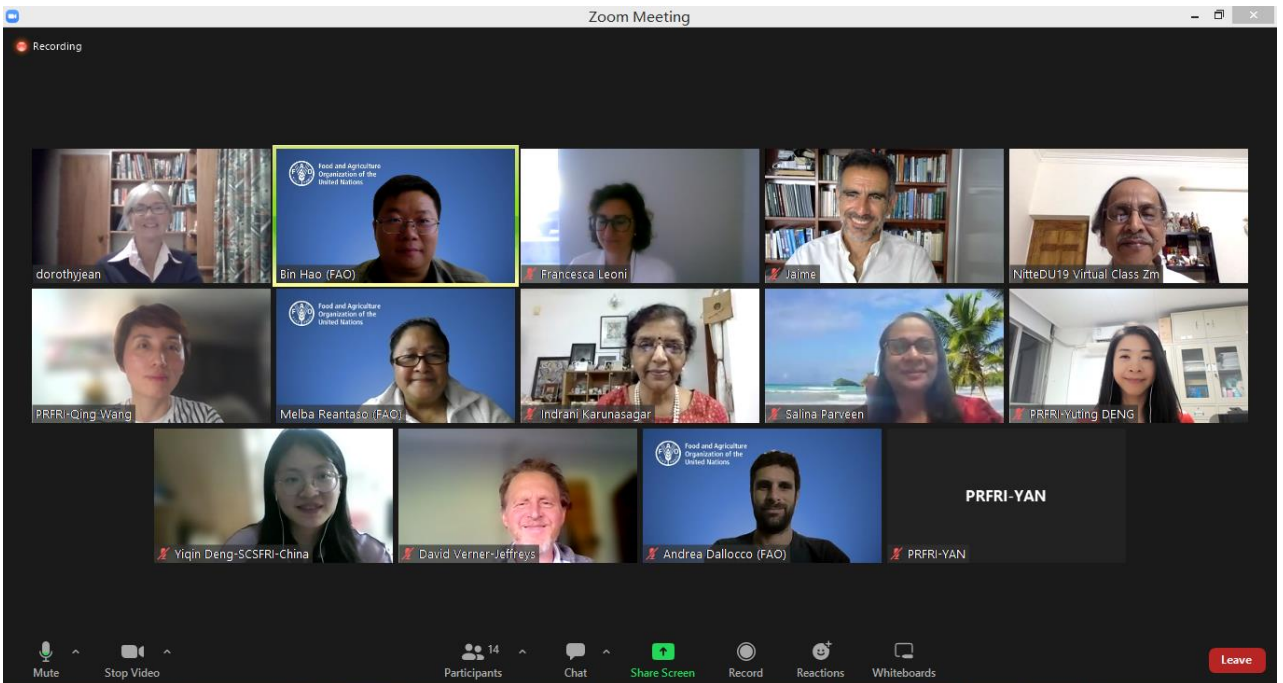 Zoom Meeting
Recording
dorothyjean
Food and Agriculture
Organization of the
United Nations
Bin Hao (FAO)
Francesca Leoni
Jaime
NitteDU19 Virtual Class Zm
PRFRI-Qing Wang
Food and Agriculture
Organization of the
United Nations
Melba Reantaso (FAO)
Indrani Karunasagar
Salina Parveen
PRFRI-Yuting DENG
Yiqin Deng-SCSFRI-China
David Verner-Jeffreys
Food and Agriculture
Organization of the
United Nations
Andrea Dallocco (FAO)
PRFRI-YAN
PRFRI-YAN
Mute
Stop Video
14
Participants
Chat
Share Screen
Record
Reactions
Whiteboards
Leave